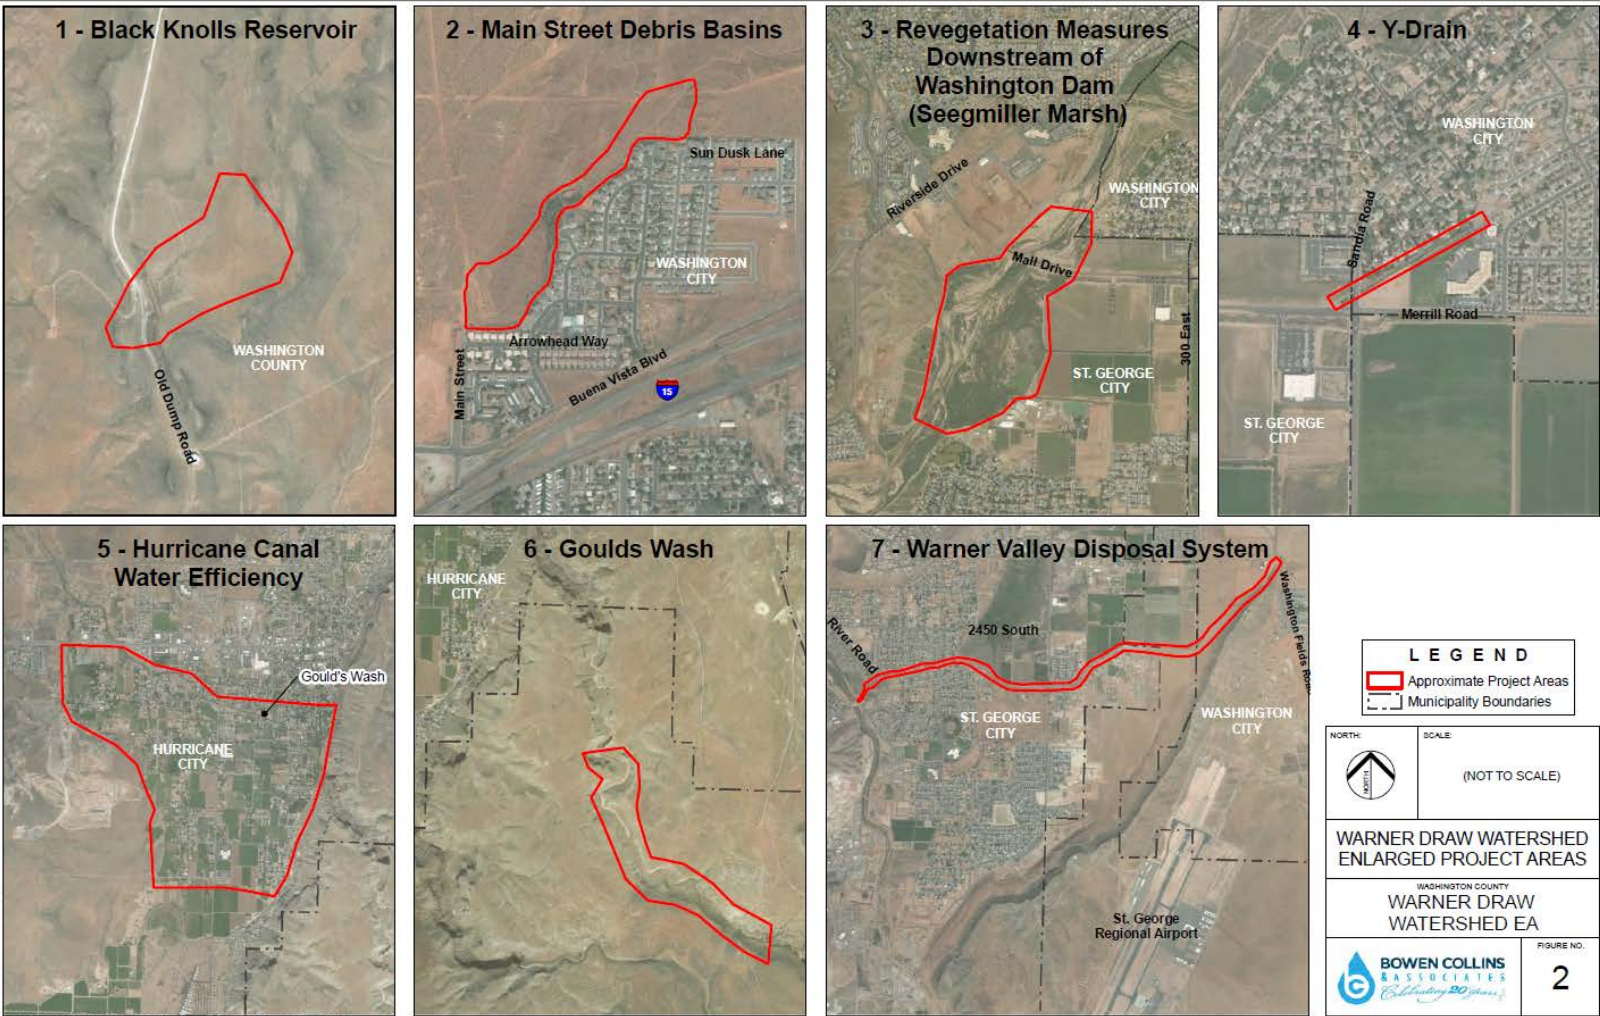 1 - Black Knolls Reservoir
WASHINGTON
COUNTY
Old Dump Road
2 - Main Street Debris Basins
Sun Dusk Lane
WASHINGTON
CITY
Arrowhead Way
Main Street
Buena Vista Blvd
15
3 - Revegetation Measures
Downstream of
Washington Dam
(Seegmiller Marsh)
Riverside Drive
WASHINGTON
CITY
Mall Drive
300 East
ST. GEORGE
CITY
4 - Y-Drain
WASHINGTON
CITY
Sandia Road
Merrill Road
ST. GEORGE
CITY
5 - Hurricane Canal
Water Efficiency
Gould's Wash
HURRICANE
CITY
6 - Goulds Wash
HURRICANE
CITY
7 - Warner Valley Disposal System
River Road
2450 South
Washington Fields Road
ST. GEORGE
CITY
WASHINGTON
CITY
St. George
Regional Airport
LEGEND
Approximate Project Areas
Municipality Boundaries
NORTH:
NORTH
SCALE:
(NOT TO SCALE)
WARNER DRAW WATERSHED
ENLARGED PROJECT AREAS
WASHINGTON COUNTY
WARNER DRAW
WATERSHED EA
BOWEN COLLINS
& ASSOCIATES
Celebrating 20 Years
FIGURE NO.
2